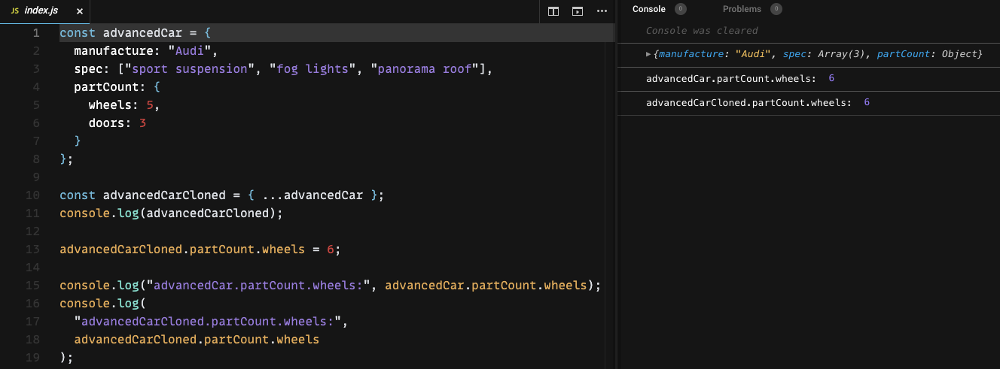 JS index.js ×
1 const advancedCar = {
2 manufacture: "Audi",
3 spec: ["sport suspension", "fog lights", "panorama roof"],
4 partCount: {
5 wheels: 5,
6 doors: 3
7 }
8 };
9
10 const advancedCarCloned = { ...advancedCar };
11 console.log(advancedCarCloned);
12
13 advancedCarCloned.partCount.wheels = 6;
14
15 console.log("advancedCar.partCount.wheels:", advancedCar.partCount.wheels);
16 console.log(
17 "advancedCarCloned.partCount.wheels:",
18 advancedCarCloned.partCount.wheels
19 );
Console 0 Problems 0
Console was cleared
▶{manufacture: "Audi", spec: Array(3), partCount: Object}
advancedCar.partCount.wheels: 6
advancedCarCloned.partCount.wheels: 6